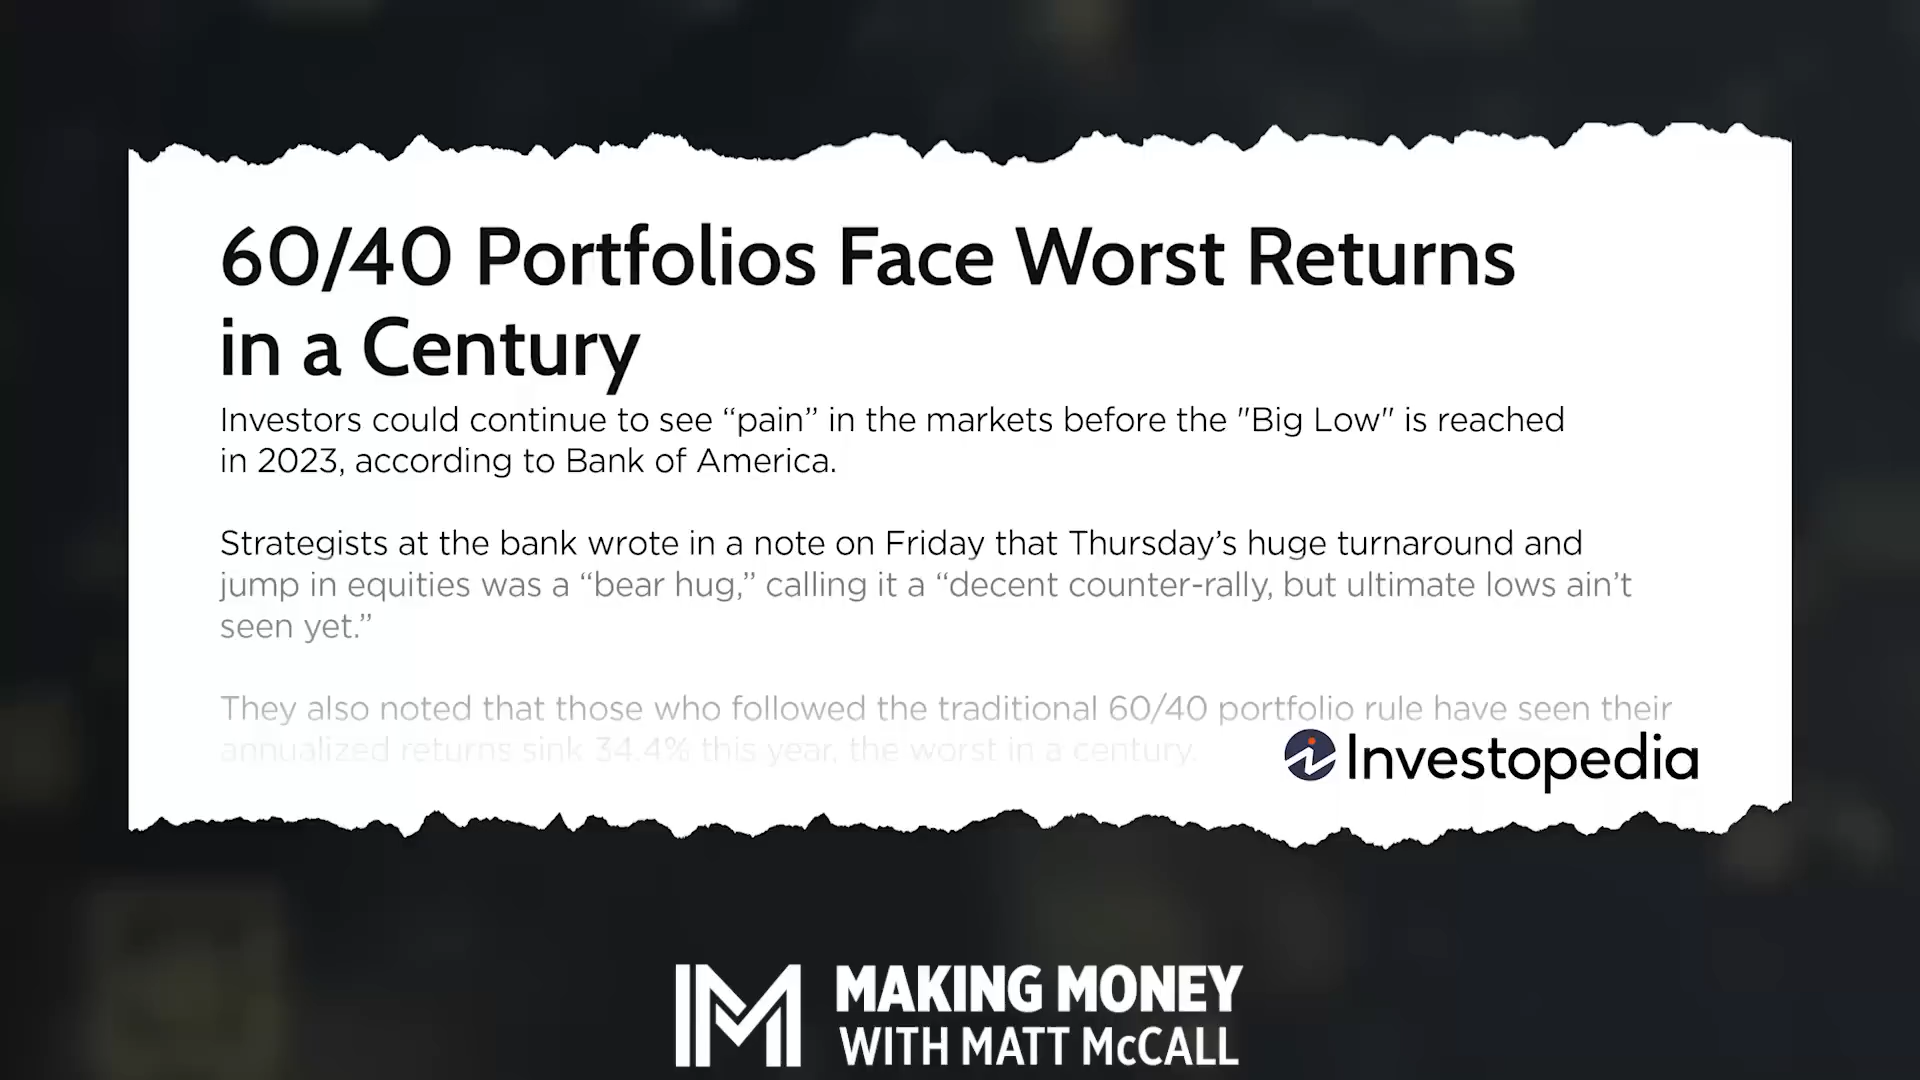 60/40 Portfolios Face Worst Returns
in a Century
Investors could continue to see “pain” in the markets before the "Big Low" is reached
in 2023, according to Bank of America.
Strategists at the bank wrote in a note on Friday that Thursday’s huge turnaround and
jump in equities was a “bear hug,” calling it a “decent counter-rally, but ultimate lows ain’t
seen yet.”
They also noted that those who followed the traditional 60/40 portfolio rule have seen their
annualized returns sink 34.4% this year, the worst in a century.
Investopedia
MAKING MONEY
WITH MATT McCALL